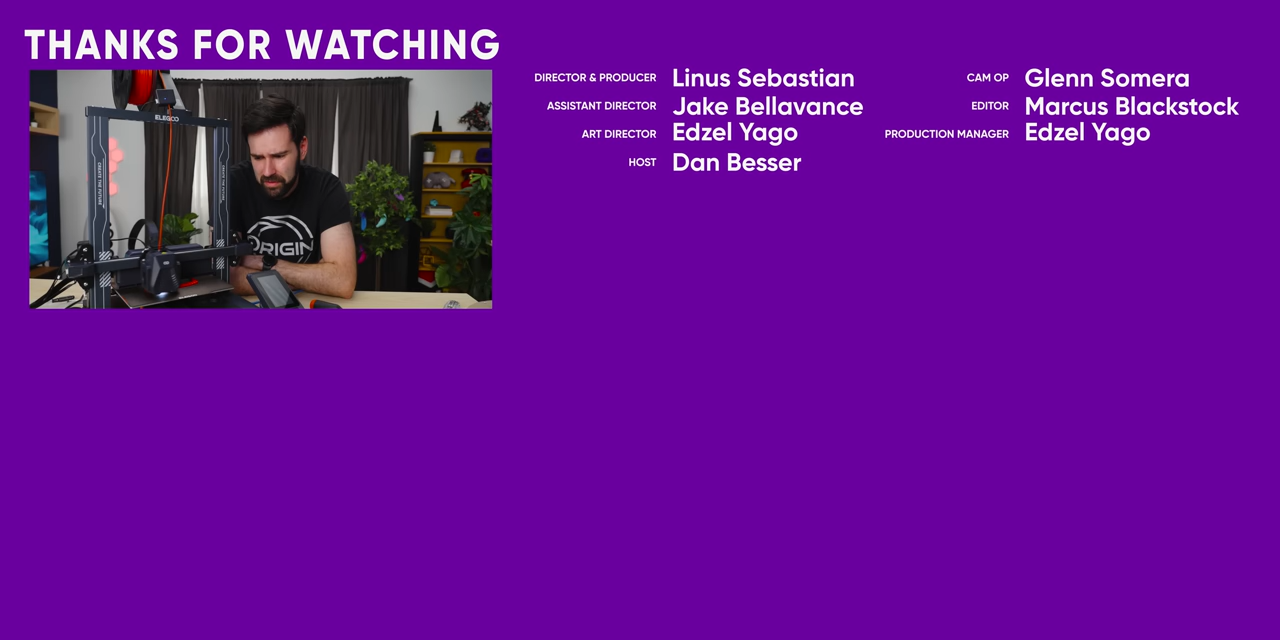 THANKS FOR WATCHING
ELEGOO
ORIGIN
DIRECTOR & PRODUCER Linus Sebastian
ASSISTANT DIRECTOR Jake Bellavance
ART DIRECTOR Edzel Yago
HOST Dan Besser
CAM OP Glenn Somera
EDITOR Marcus Blackstock
PRODUCTION MANAGER Edzel Yago